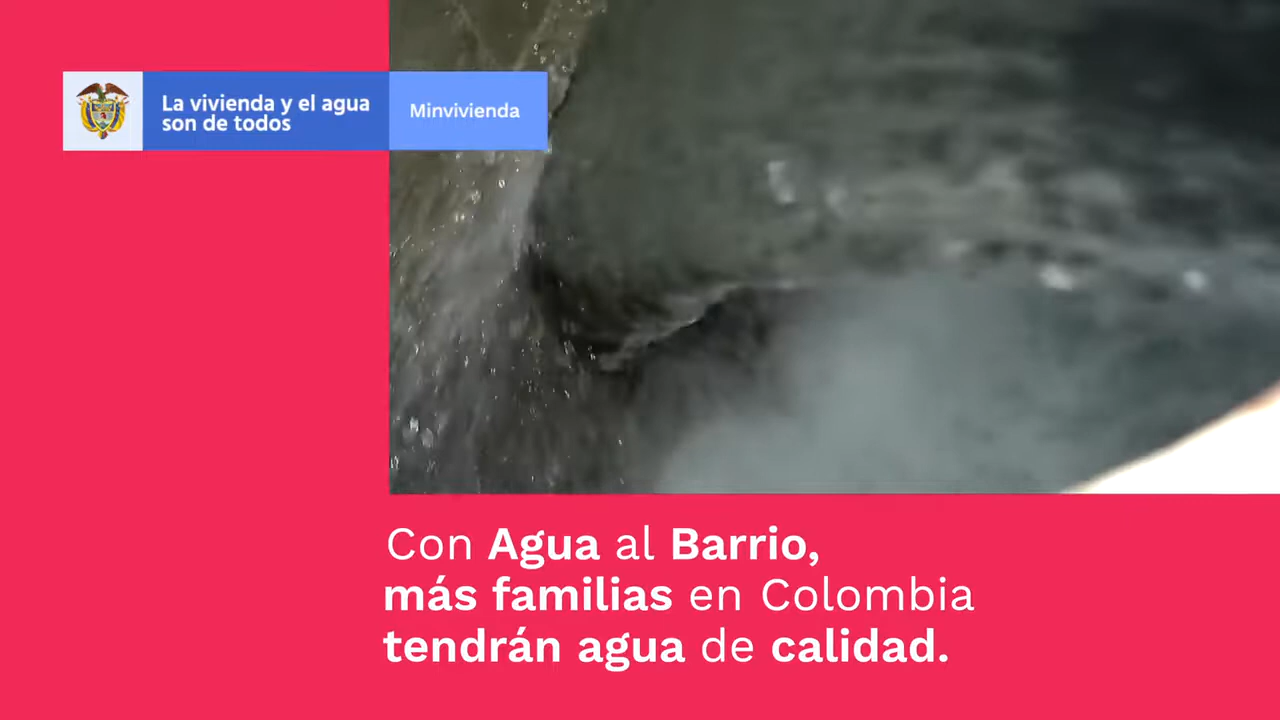 La vivienda y el agua
son de todos
Minvivienda
Con Agua al Barrio,
más familias en Colombia
tendrán agua de calidad.